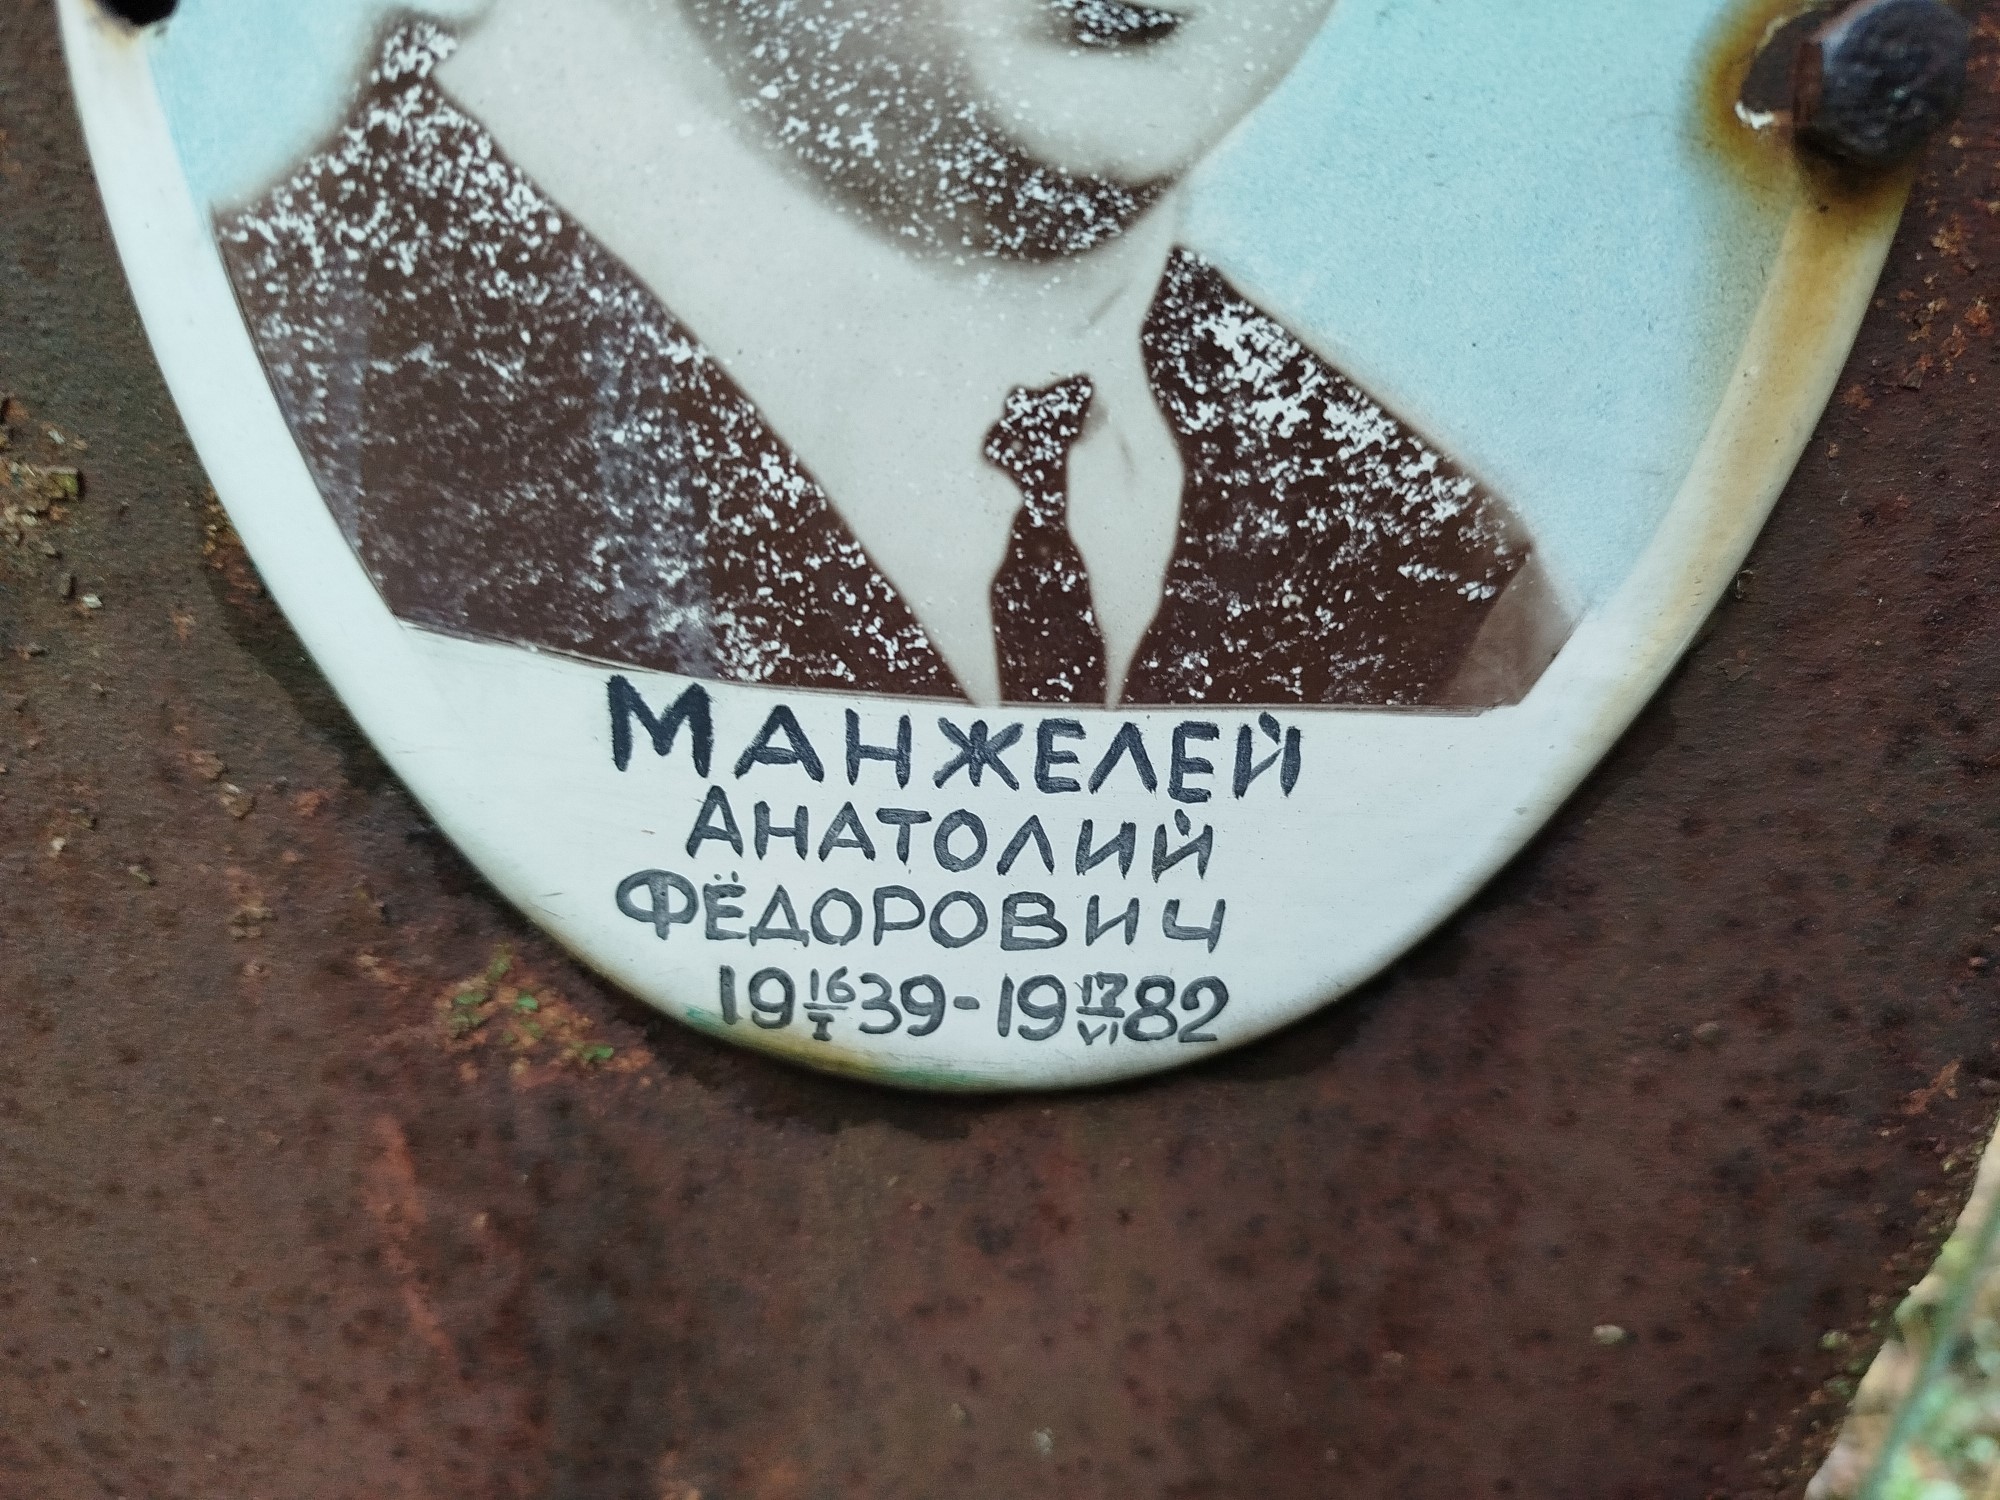 МАНЖЕЛЕЙ
АНАТОЛИЙ
ФЁДОРОВИЧ
19 16/I 39 - 19 17/VI 82